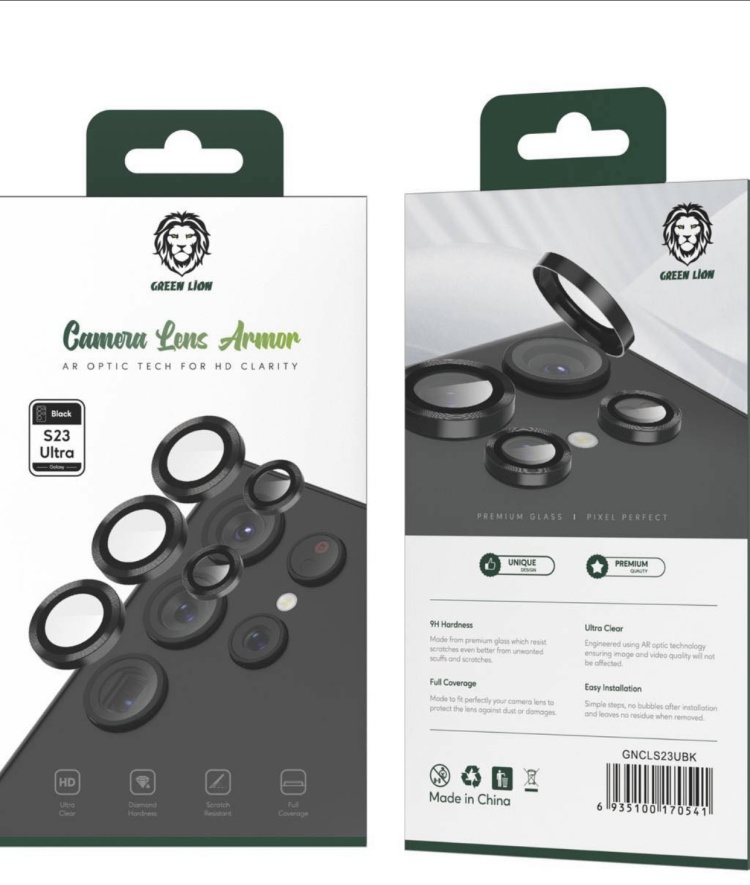 GREEN LION
Camera Lens Armor
AR OPTIC TECH FOR HD CLARITY
Black
S23
Ultra
Galaxy
HD
Ultra
Clear
Diamond
Hardness
Scratch
Resistant
Full
Coverage
GREEN LION
PREMIUM GLASS | PIXEL PERFECT
UNIQUE
DESIGN
PREMIUM
QUALITY
9H Hardness
Made from premium glass which resist
scratches even better from unwanted
scuffs and scratches.
Ultra Clear
Engineered using AR optic technology
ensuring image and video quality will not
be affected.
Full Coverage
Made to fit perfectly your camera lens to
protect the lens against dust or damages.
Easy Installation
Simple steps, no bubbles after installation
and leaves no residue when removed.
Made in China
GNCLS23UBK
6 935100 170541